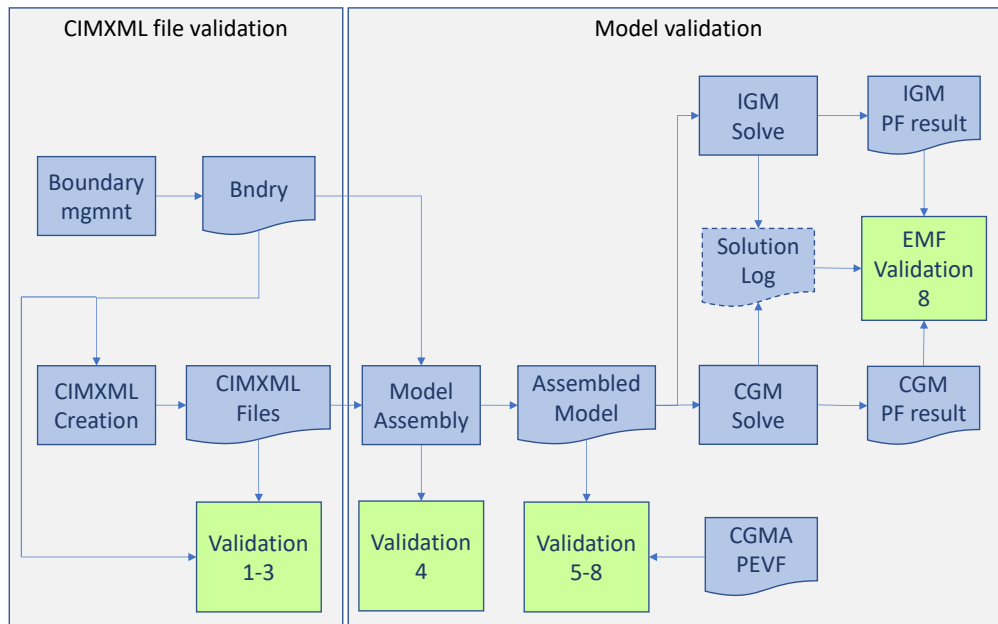 CIMXML file validation
Model validation
IGM
Solve
IGM
PF result
Boundary
mgmnt
Bndry
Solution
Log
EMF
Validation
8
CIMXML
Creation
CIMXML
Files
Model
Assembly
Assembled
Model
CGM
Solve
CGM
PF result
Validation
1-3
Validation
4
Validation
5-8
CGMA
PEVF